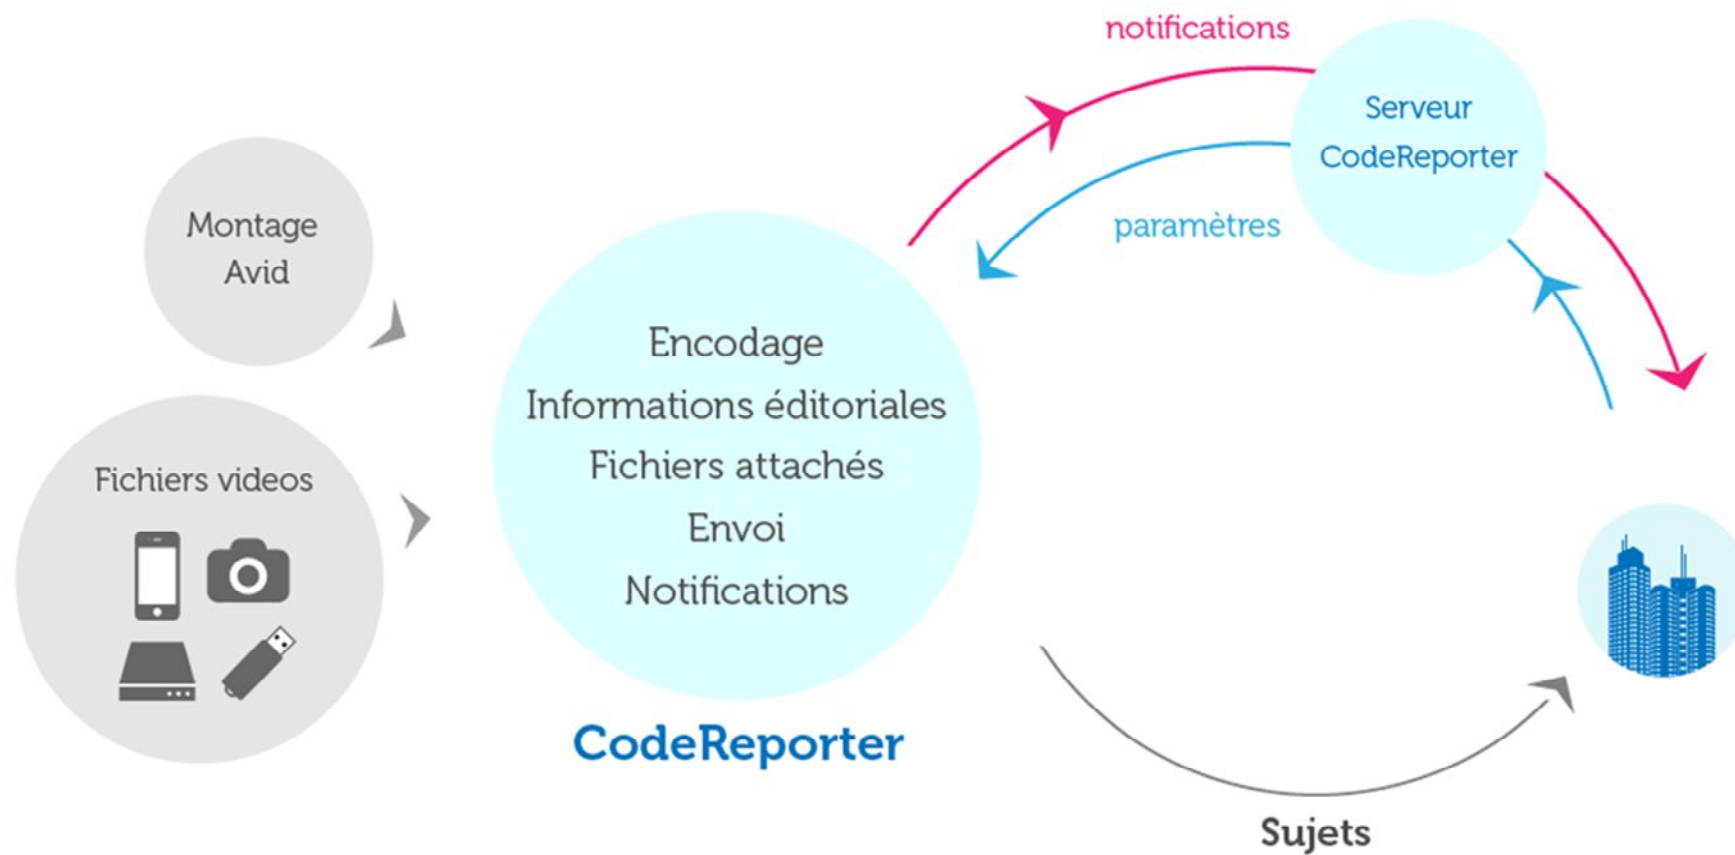 notifications
Serveur
CodeReporter
paramètres
Montage
Avid
Fichiers videos
Encodage
Informations éditoriales
Fichiers attachés
Envoi
Notifications
CodeReporter
Sujets